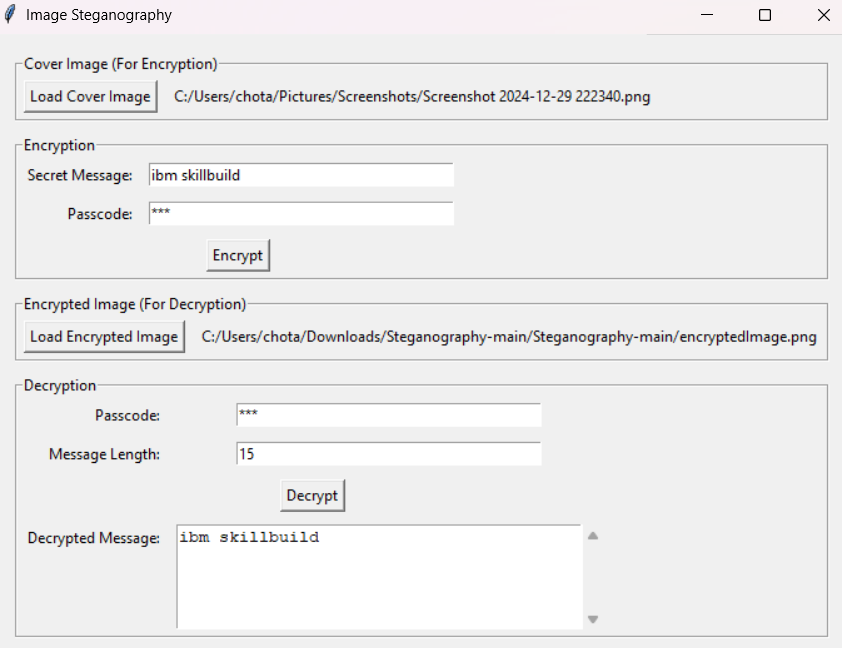 Image Steganography
Cover Image (For Encryption)
Load Cover Image C:/Users/chota/Pictures/Screenshots/Screenshot 2024-12-29 222340.png
Encryption
Secret Message: ibm skillbuild
Passcode: ***
Encrypt
Encrypted Image (For Decryption)
Load Encrypted Image C:/Users/chota/Downloads/Steganography-main/Steganography-main/encryptedImage.png
Decryption
Passcode: ***
Message Length: 15
Decrypt
Decrypted Message: ibm skillbuild